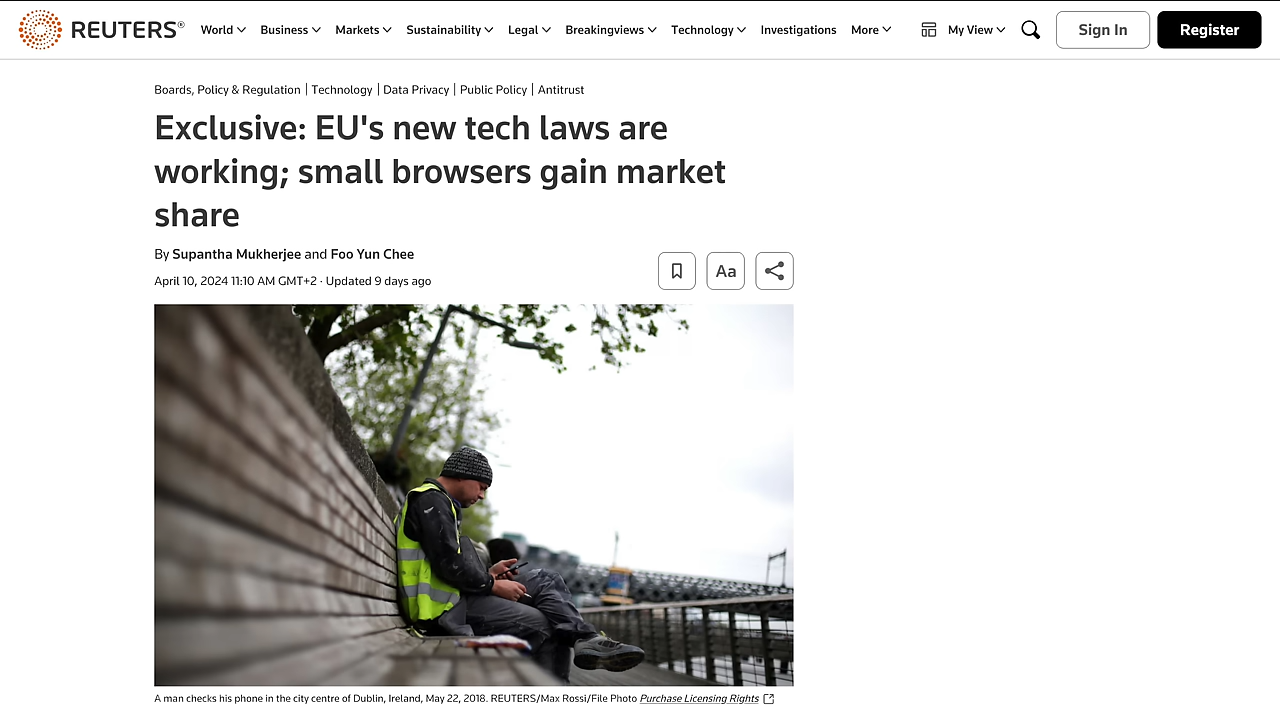 REUTERS®
World Business Markets Sustainability Legal Breakingviews Technology Investigations More My View Sign In Register
Boards, Policy & Regulation | Technology | Data Privacy | Public Policy | Antitrust
Exclusive: EU's new tech laws are
working; small browsers gain market
share
By Supantha Mukherjee and Foo Yun Chee
April 10, 2024 11:10 AM GMT+2 · Updated 9 days ago
Aa
A man checks his phone in the city centre of Dublin, Ireland, May 22, 2018. REUTERS/Max Rossi/File Photo Purchase Licensing Rights